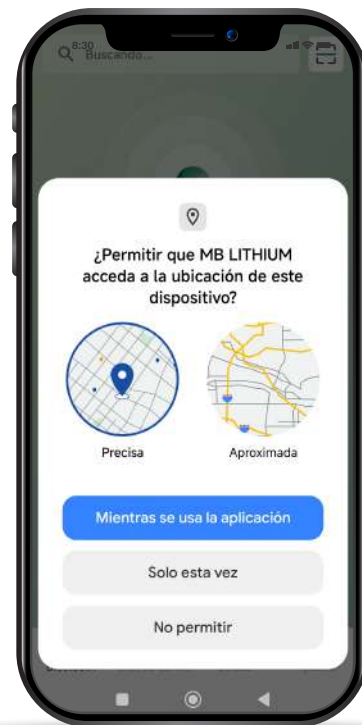 8:30
Buscando...
¿Permitir que MB LITHIUM
acceda a la ubicación de este
dispositivo?
Precisa
Aproximada
Mientras se usa la aplicación
Solo esta vez
No permitir